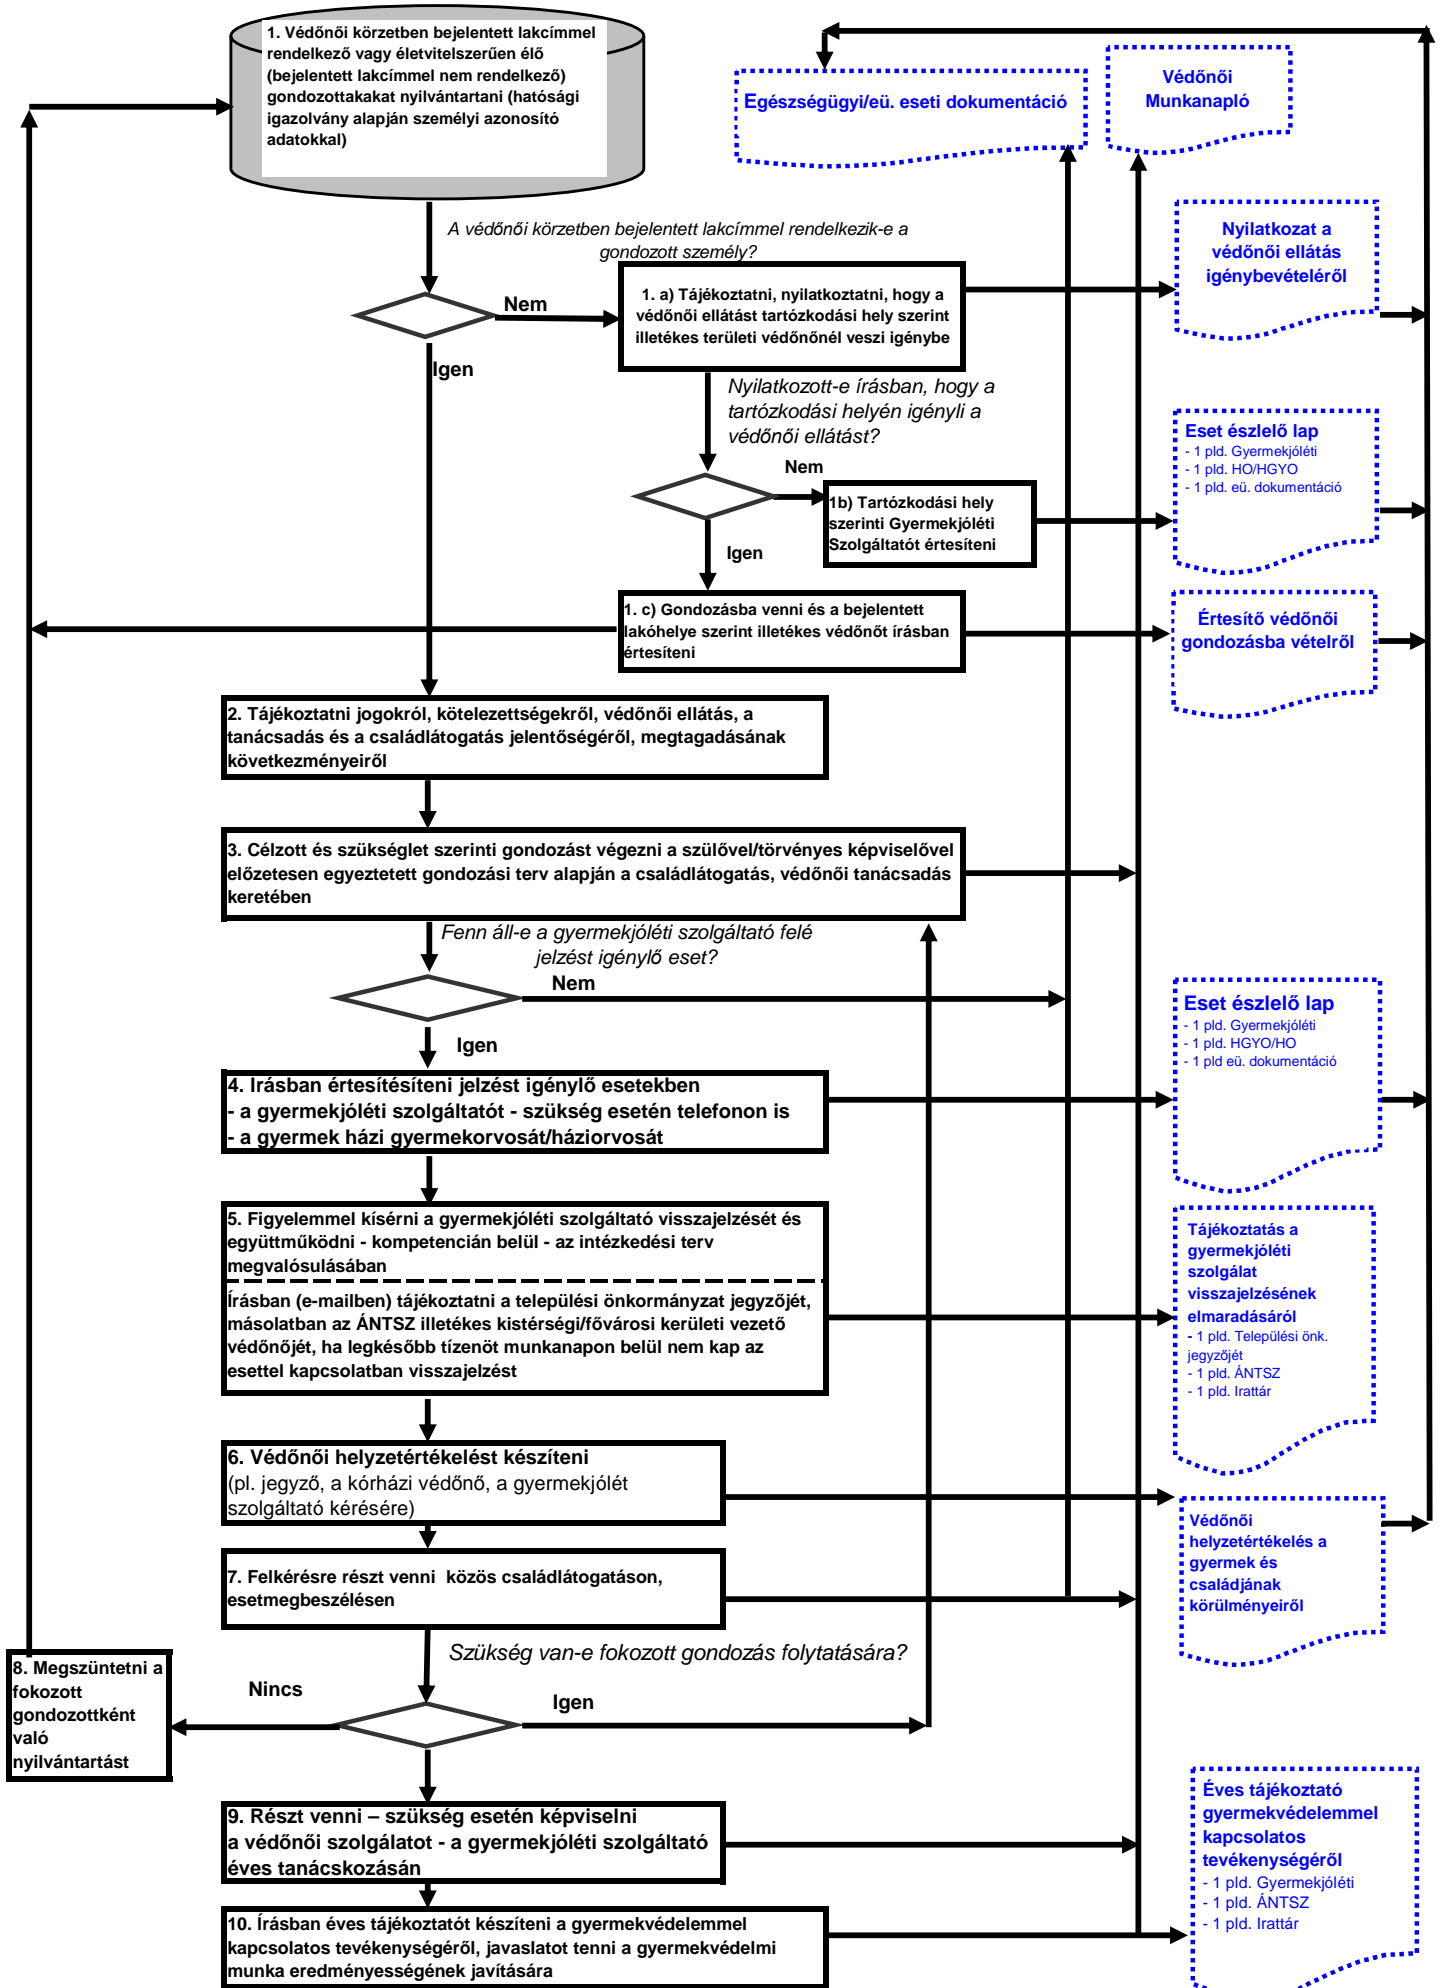 1. Védőnői körzetben bejelentett lakcímmel
rendelkező vagy életvitelszerűen élő
(bejelentett lakcímmel nem rendelkező)
gondozottakakat nyilvántartani (hatósági
igazolvány alapján személyi azonosító
adatokkal)
Egészségügyi/eü. eseti dokumentáció
Védőnői
Munkanapló
A védőnői körzetben bejelentett lakcímmel rendelkezik-e a
gondozott személy?
Nem
Igen
1. a) Tájékoztatni, nyilatkoztatni, hogy a
védőnői ellátást tartózkodási hely szerint
illetékes területi védőnőnél veszi igénybe
Nyilatkozat a
védőnői ellátás
igénybevételéről
Nyilatkozott-e írásban, hogy a
tartózkodási helyén igényli a
védőnői ellátást?
Nem
Igen
1b) Tartózkodási hely
szerinti Gyermekjóléti
Szolgáltatót értesíteni
Eset észlelő lap
- 1 pld. Gyermekjóléti
- 1 pld. HO/HGYO
- 1 pld. eü. dokumentáció
1. c) Gondozásba venni és a bejelentett
lakóhelye szerint illetékes védőnőt írásban
értesíteni
Értesítő védőnői
gondozásba vételről
2. Tájékoztatni jogokról, kötelezettségekről, védőnői ellátás, a
tanácsadás és a családlátogatás jelentőségéről, megtagadásának
következményeiről
3. Célzott és szükséglet szerinti gondozást végezni a szülővel/törvényes képviselővel
előzetesen egyeztetett gondozási terv alapján a családlátogatás, védőnői tanácsadás
keretében
Fenn áll-e a gyermekjóléti szolgáltató felé
jelzést igénylő eset?
Nem
Igen
4. Irásban értesítésíteni jelzést igénylő esetekben
- a gyermekjóléti szolgáltatót - szükség esetén telefonon is
- a gyermek házi gyermekorvosát/háziorvosát
Eset észlelő lap
- 1 pld. Gyermekjóléti
- 1 pld. HGYO/HO
- 1 pld eü. dokumentáció
5. Figyelemmel kísérni a gyermekjóléti szolgáltató visszajelzését és
együttműködni - kompetencián belül - az intézkedési terv
megvalósulásában
Írásban (e-mailben) tájékoztatni a települési önkormányzat jegyzőjét,
másolatban az ÁNTSZ illetékes kistérségi/fővárosi kerületi vezető
védőnőjét, ha legkésőbb tizenöt munkanapon belül nem kap az
esettel kapcsolatban visszajelzést
Tájékoztatás a
gyermekjóléti
szolgálat
visszajelzésének
elmaradásáról
- 1 pld. Települési önk.
jegyzőjét
- 1 pld. ÁNTSZ
- 1 pld. Irattár
6. Védőnői helyzetértékelést készíteni
(pl. jegyző, a kórházi védőnő, a gyermekjólét
szolgáltató kérésére)
Védőnői
helyzetértékelés a
gyermek és
családjának
körülményeiről
7. Felkérésre részt venni közös családlátogatáson,
esetmegbeszélésen
Szükség van-e fokozott gondozás folytatására?
Nincs
Igen
8. Megszüntetni a
fokozott
gondozottként
való
nyilvántartást
9. Részt venni – szükség esetén képviselni
a védőnői szolgálatot - a gyermekjóléti szolgáltató
éves tanácskozásán
10. Írásban éves tájékoztatót készíteni a gyermekvédelemmel
kapcsolatos tevékenységéről, javaslatot tenni a gyermekvédelmi
munka eredményességének javítására
Éves tájékoztató
gyermekvédelemmel
kapcsolatos
tevékenységéről
- 1 pld. Gyermekjóléti
- 1 pld. ÁNTSZ
- 1 pld. Irattár